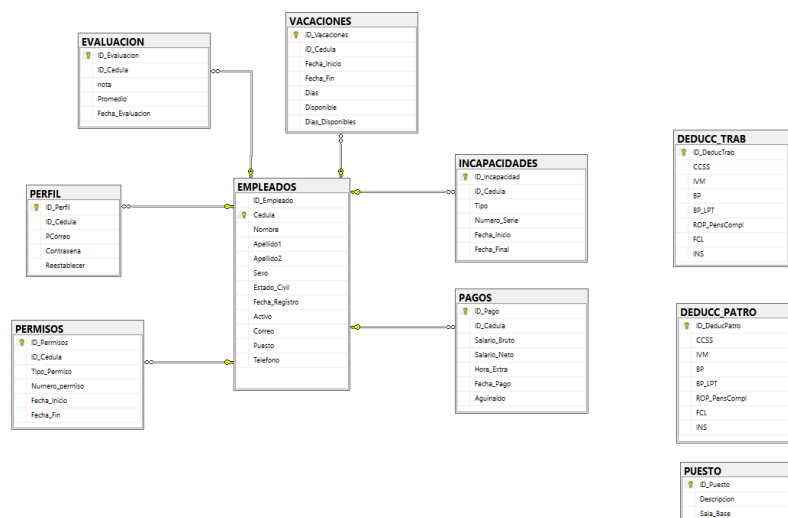 VACACIONES
ID_Vacaciones
ID_Cedula
Fecha_Inicio
Fecha_Fin
Dias
Disponible
Dias_Disponibles
EVALUACION
ID_Evaluacion
ID_Cedula
nota
Promedio
Fecha_Evaluacion
DEDUCC_TRAB
ID_DeducTrab
CCSS
IVM
BP
BP_LPT
ROP_PensCompl
FCL
INS
INCAPACIDADES
ID_Incapacidad
ID_Cedula
Tipo
Numero_Serie
Fecha_Inicio
Fecha_Final
EMPLEADOS
ID_Empleado
Cedula
Nombre
Apellido1
Apellido2
Sexo
Estado_Civil
Fecha_Registro
Activo
Correo
Puesto
Telefono
PERFIL
ID_Perfil
ID_Cedula
PCorreo
Contrasena
Reestablecer
PAGOS
ID_Pago
ID_Cedula
Salario_Bruto
Salario_Neto
Hora_Extra
Fecha_Pago
Aguinaldo
DEDUCC_PATRO
ID_DeducPatro
CCSS
IVM
BP
BP_LPT
ROP_PensCompl
FCL
INS
PERMISOS
ID_Permisos
ID_Cedula
Tipo_Permiso
Numero_permiso
Fecha_Inicio
Fecha_Fin
PUESTO
ID_Puesto
Descripcion
Sala_Base